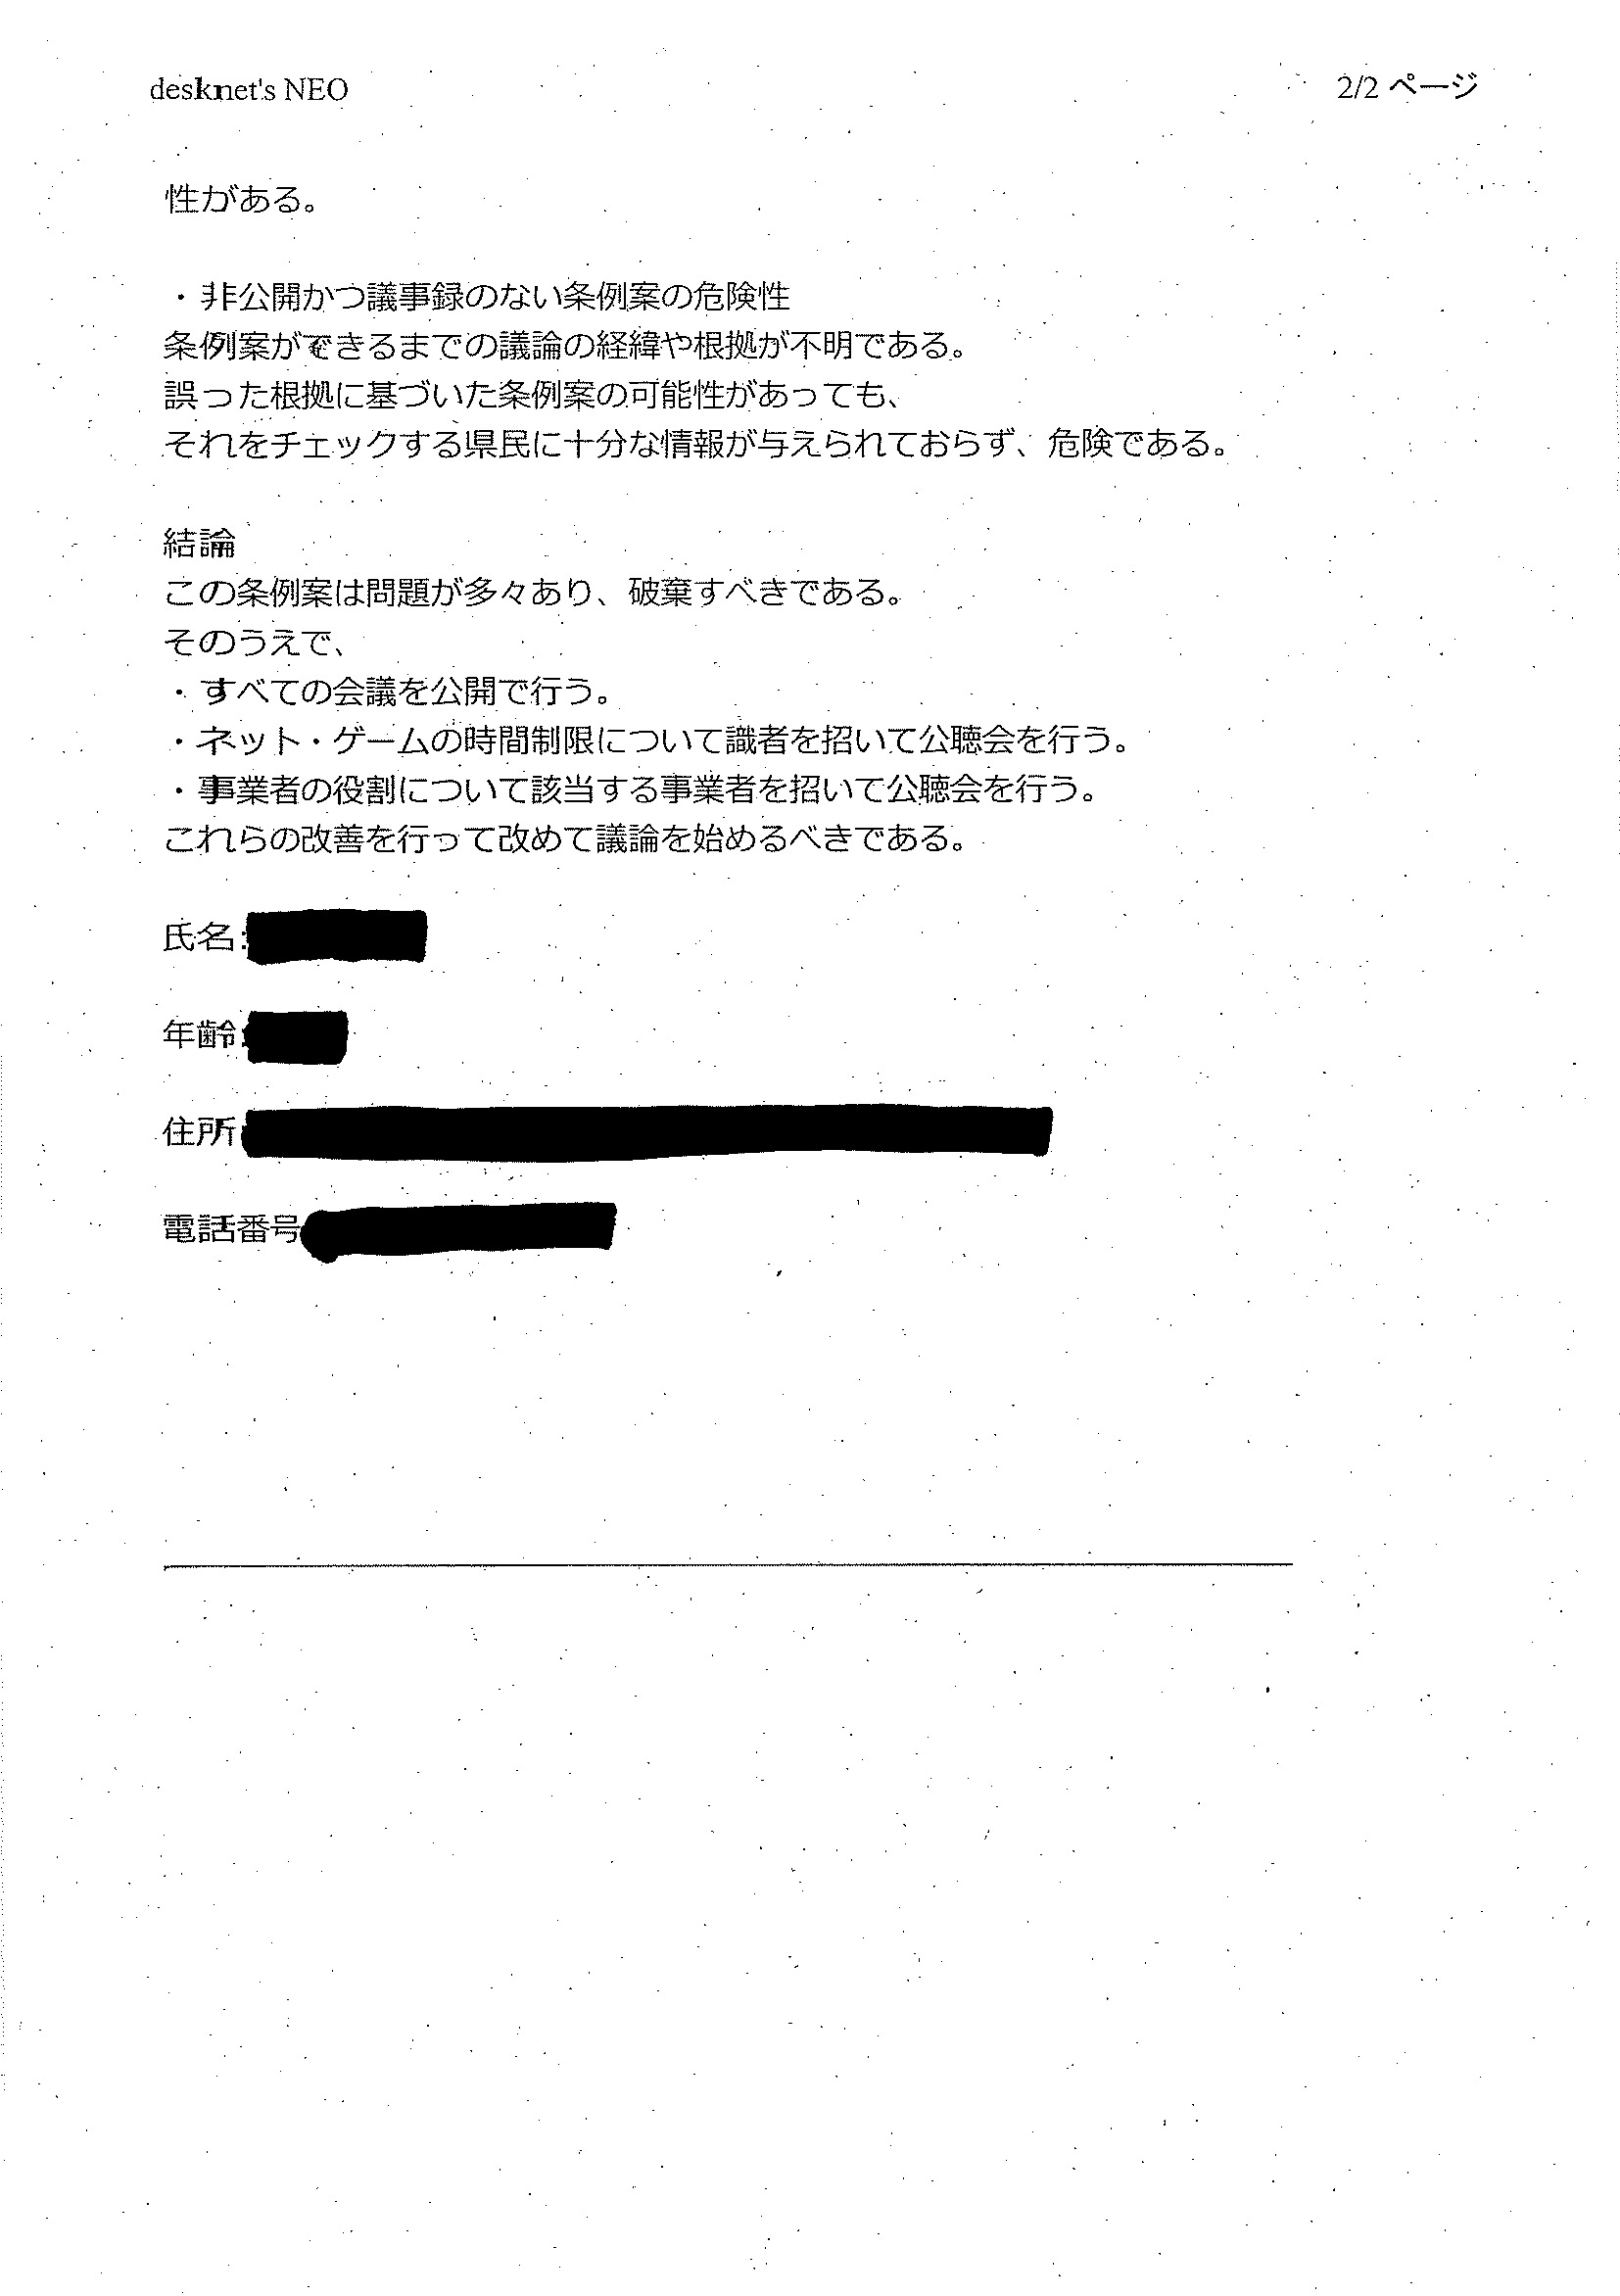 desknet's NEO
2/2 ページ
性がある。
・非公開かつ議事録のない条例案の危険性
条例案ができるまでの議論の経緯や根拠が不明である。
誤った根拠に基づいた条例案の可能性があっても、
それをチェックする県民に十分な情報が与えられておらず、危険である。
結論
この条例案は問題が多々あり、破棄すべきである。
そのうえで、
・すべての会議を公開で行う。
・ネット・ゲームの時間制限について識者を招いて公聴会を行う。
・事業者の役割について該当する事業者を招いて公聴会を行う。
これらの改善を行って改めて議論を始めるべきである。
氏名:
年齢:
住所
電話番号